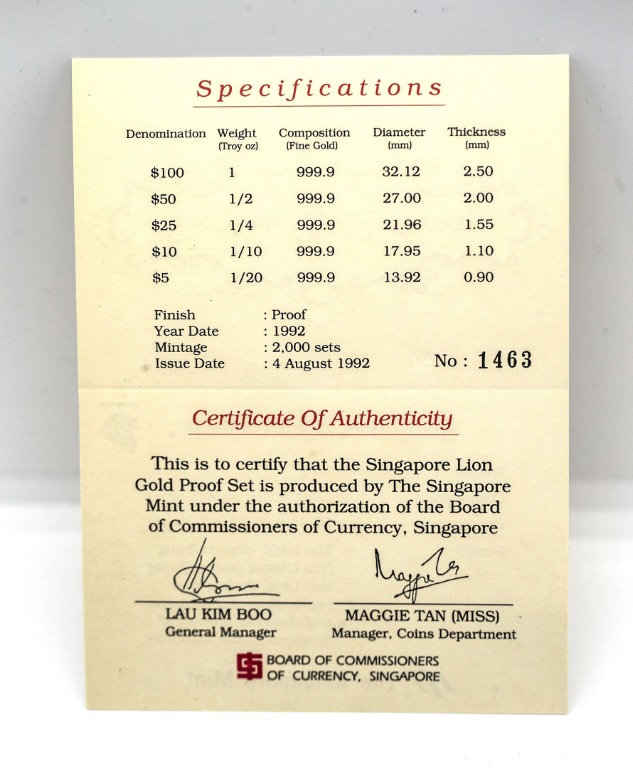 Specifications
Denomination Weight Composition Diameter Thickness
(Troy oz) (Fine Gold) (mm) (mm)
$100 1 999.9 32.12 2.50
$50 1/2 999.9 27.00 2.00
$25 1/4 999.9 21.96 1.55
$10 1/10 999.9 17.95 1.10
$5 1/20 999.9 13.92 0.90
Finish : Proof
Year Date : 1992
Mintage : 2,000 sets
Issue Date : 4 August 1992 No : 1463
Certificate Of Authenticity
This is to certify that the Singapore Lion
Gold Proof Set is produced by The Singapore
Mint under the authorization of the Board
of Commissioners of Currency, Singapore
LAU KIM BOO MAGGIE TAN (MISS)
General Manager Manager, Coins Department
BOARD OF COMMISSIONERS
OF CURRENCY, SINGAPORE